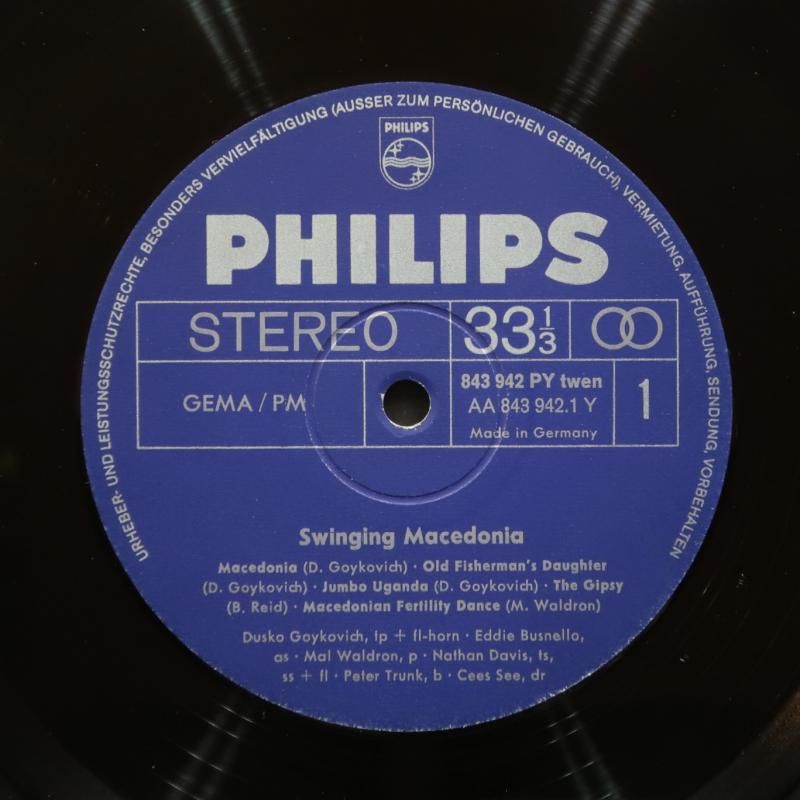 URHEBER- UND LEISTUNGSSCHUTZRECHTE, BESONDERS VERVIELFÄLTIGUNG (AUSSER ZUM PERSÖNLICHEN GEBRAUCH), VERMIETUNG, AUFFÜHRUNG, SENDUNG, VORBEHALTEN
PHILIPS
PHILIPS
STEREO 33 1/3
GEMA / PM 843 942 PY twen 1
AA 843 942.1 Y
Made in Germany
Swinging Macedonia
Macedonia (D. Goykovich) · Old Fisherman's Daughter
(D. Goykovich) · Jumbo Uganda (D. Goykovich) · The Gipsy
(B. Reid) · Macedonian Fertility Dance (M. Waldron)
Dusko Goykovich, tp + fl-horn · Eddie Busnello,
as · Mal Waldron, p · Nathan Davis, ts,
ss + fl · Peter Trunk, b · Cees See, dr